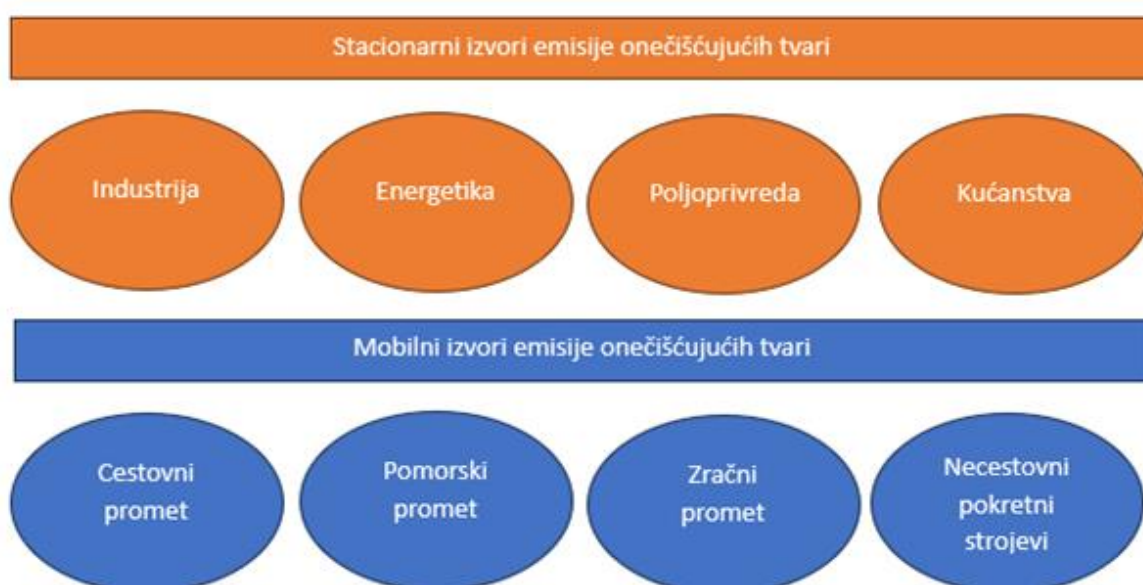 Stacionarni izvori emisije onečišćujućih tvari
Industrija
Energetika
Poljoprivreda
Kućanstva
Mobilni izvori emisije onečišćujućih tvari
Cestovni
promet
Pomorski
promet
Zračni
promet
Necestovni
pokretni
strojevi